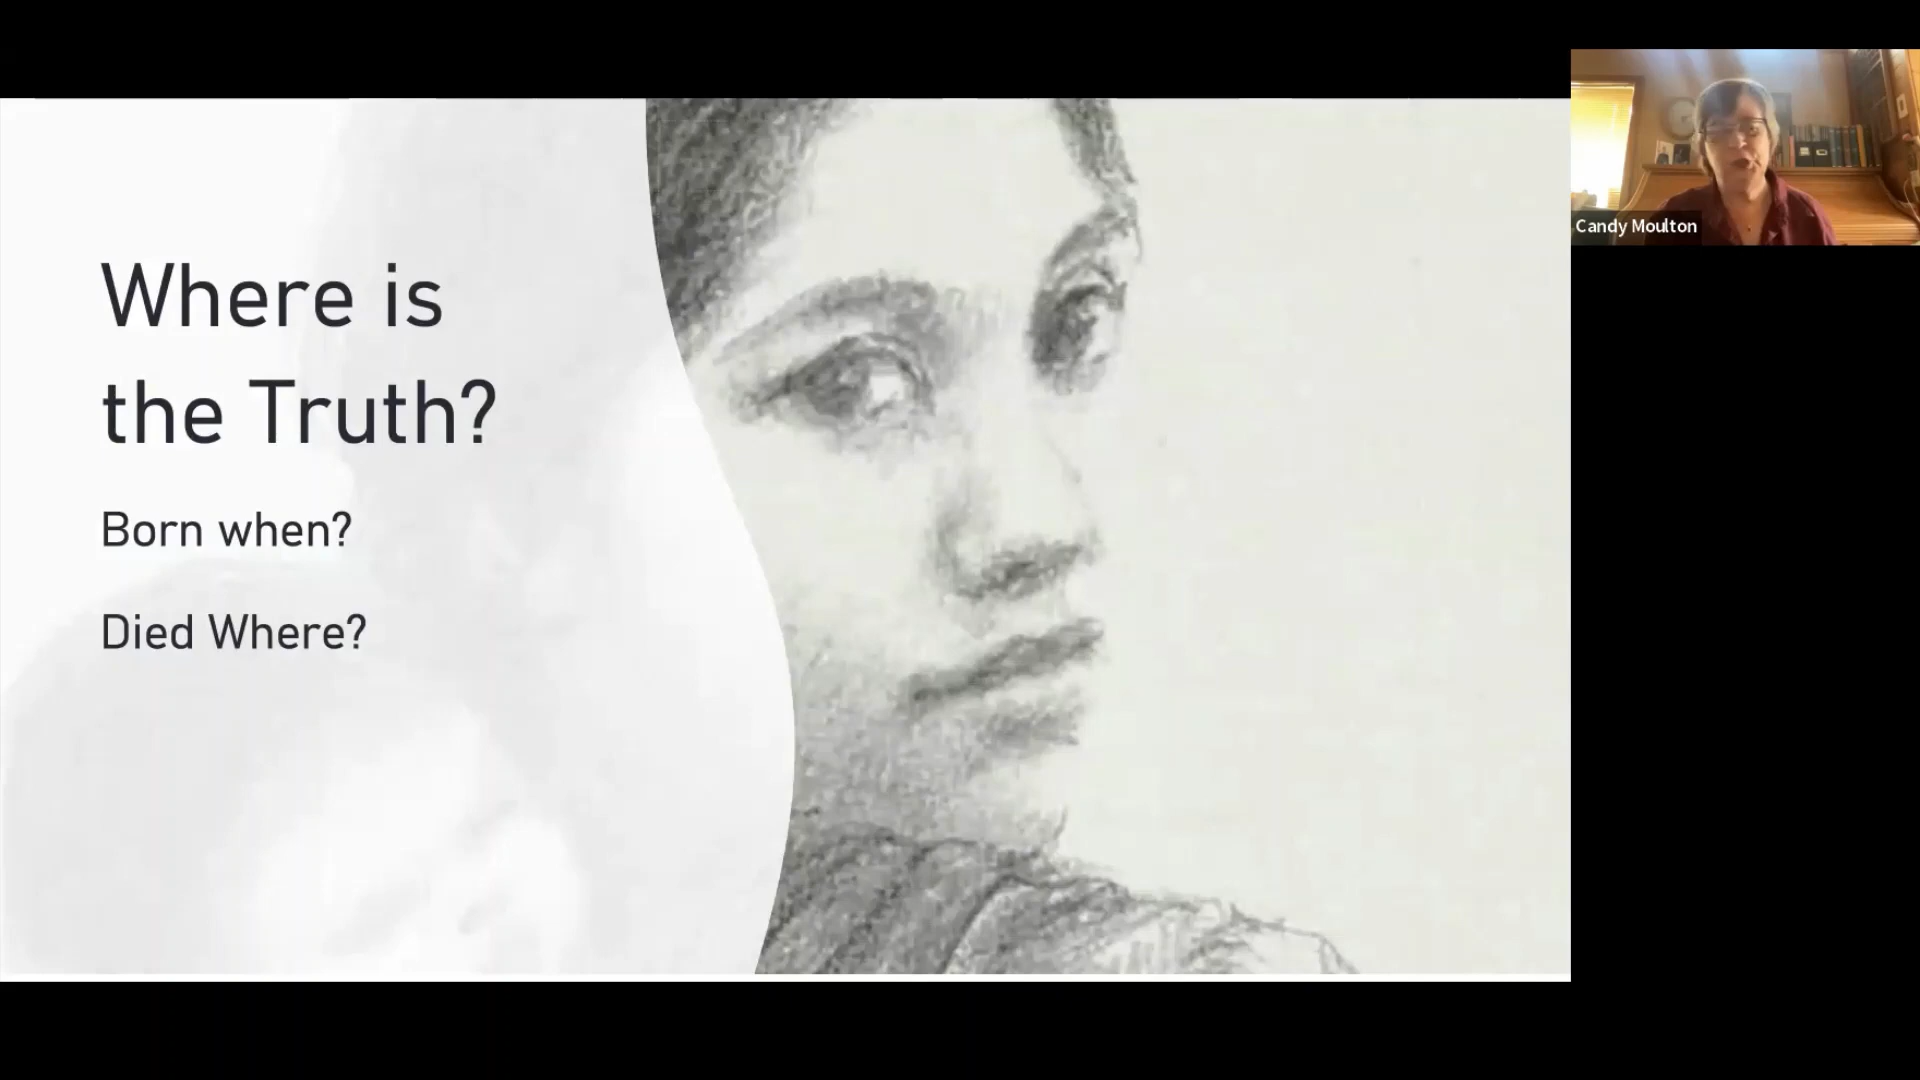 Where is
the Truth?
Born when?
Died Where?
Candy Moulton